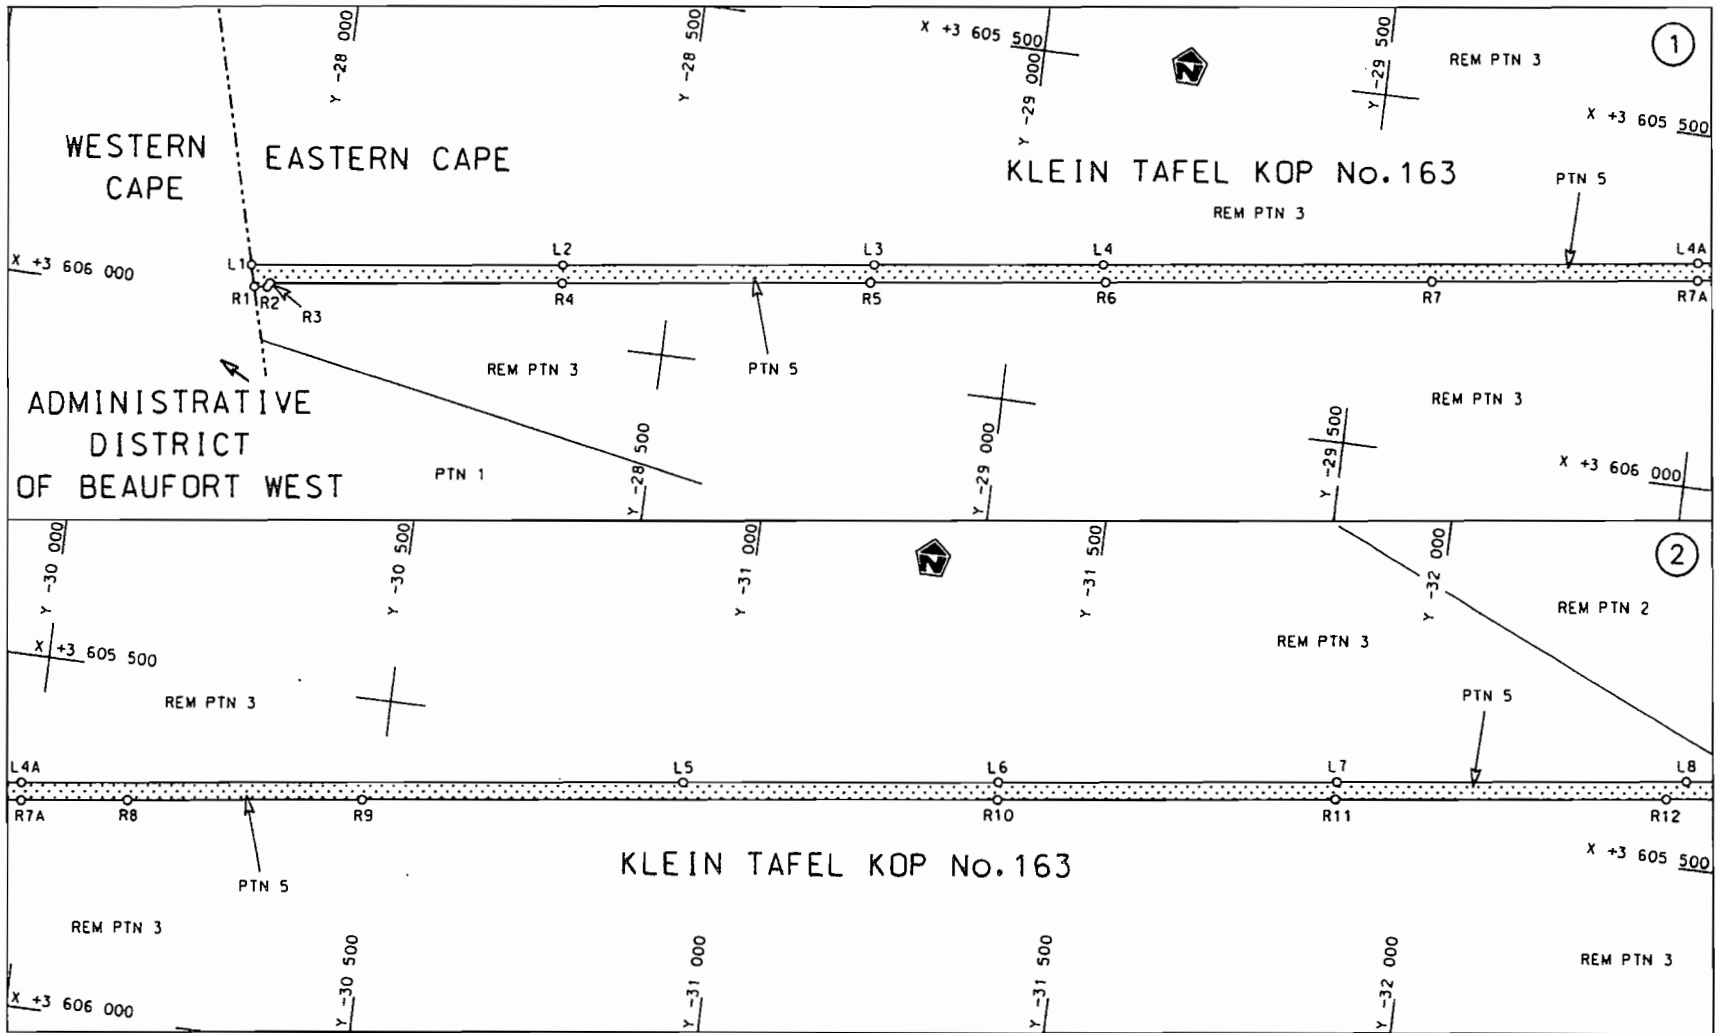 Y -28 000
Y -28 500
X +3 605 500
Y -29 000
N
Y -29 500
REM PTN 3
1
X +3 605 500
WESTERN CAPE
EASTERN CAPE
KLEIN TAFEL KOP No.163
PTN 5
REM PTN 3
X +3 606 000
L1
L2
L3
L4
L4A
R1
R2
R3
R4
R5
R6
R7
R7A
REM PTN 3
PTN 5
REM PTN 3
ADMINISTRATIVE
DISTRICT
OF BEAUFORT WEST
PTN 1
Y -28 500
Y -29 000
Y -29 500
X +3 606 000
Y -30 000
Y -30 500
Y -31 000
N
Y -31 500
Y -32 000
2
REM PTN 2
REM PTN 3
X +3 605 500
REM PTN 3
PTN 5
L4A
L5
L6
L7
L8
R7A
R8
R9
R10
R11
R12
PTN 5
KLEIN TAFEL KOP No.163
X +3 605 500
REM PTN 3
REM PTN 3
X +3 606 000
Y -30 500
Y -31 000
Y -31 500
Y -32 000